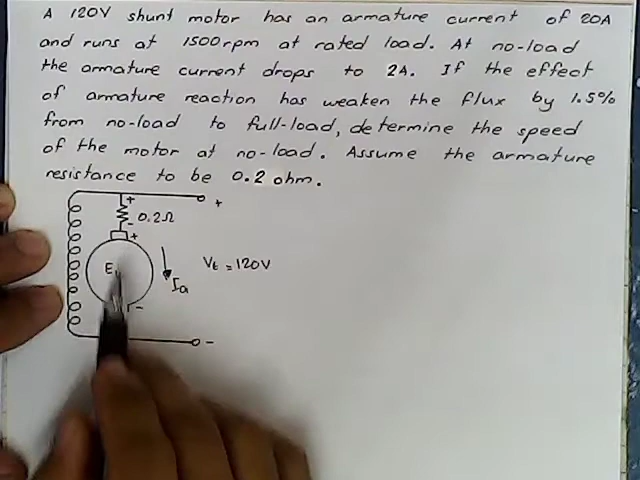 A 120V shunt motor has an armature current of 20A
and runs at 1500rpm at rated load. At no-load
the armature current drops to 2A. If the effect
of armature reaction has weaken the flux by 1.5%
from no-load to full-load, determine the speed
of the motor at no-load. Assume the armature
resistance to be 0.2 ohm.
+ +
- 0.2Ω
+
E Vt = 120V
Ia
-
-